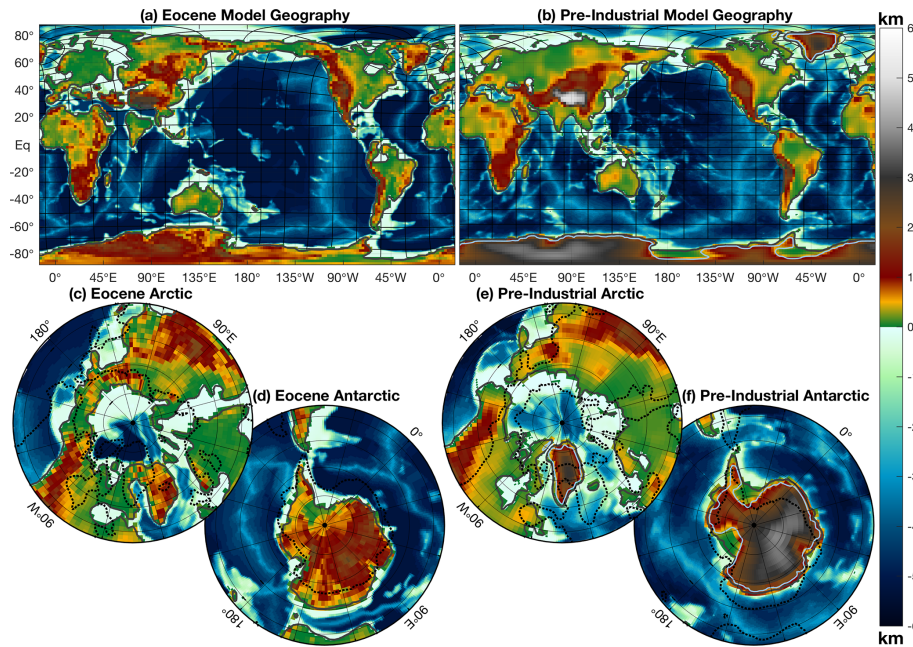 (a) Eocene Model Geography
(b) Pre-Industrial Model Geography
km
80°
60°
40°
20°
Eq
-20°
-40°
-60°
-80°
0° 45°E 90°E 135°E 180° 135°W 90°W 45°W
0° 45°E 90°E 135°E 180° 135°W 90°W 45°W 0°
6
5
4
3
2
1
0
(c) Eocene Arctic
(e) Pre-Industrial Arctic
180°
90°E
90°W
180°
90°E
90°W
(d) Eocene Antarctic
(f) Pre-Industrial Antarctic
0°
90°E
180°
0°
90°E
180°
km